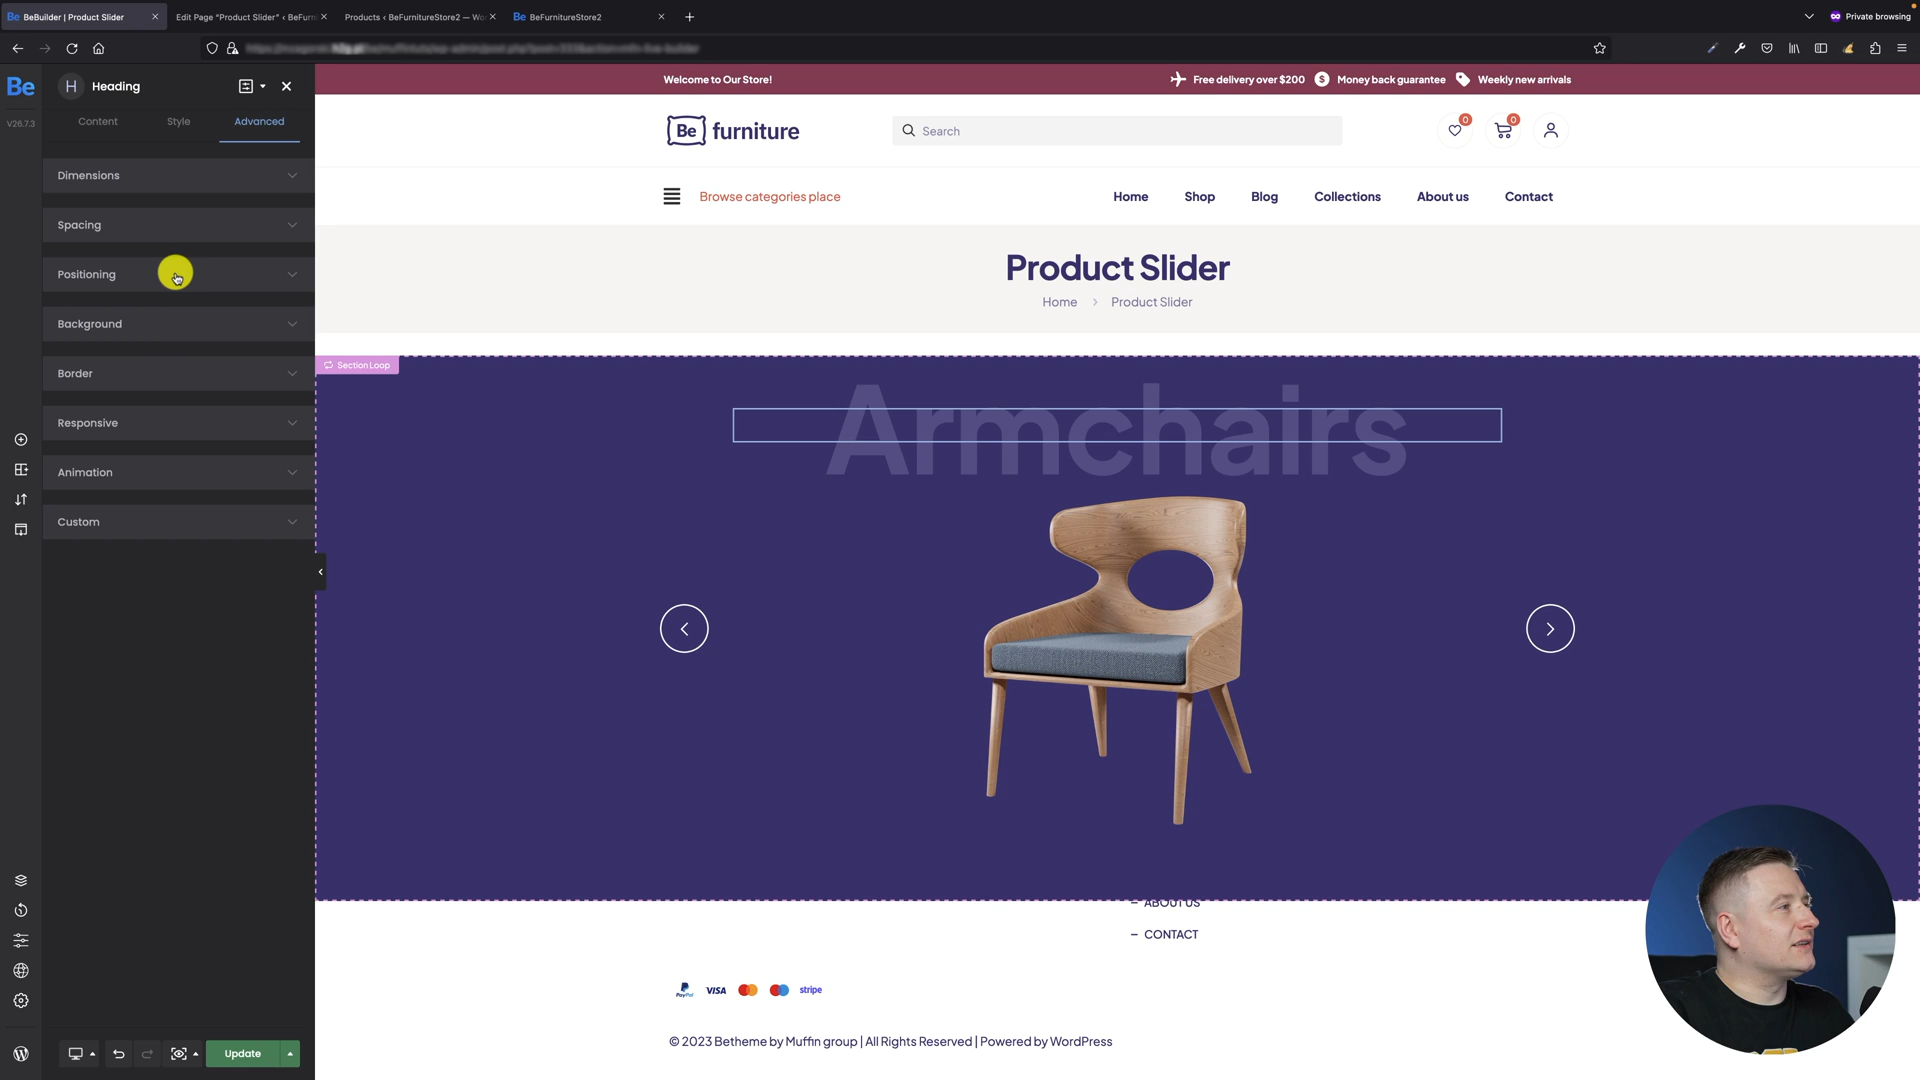 Be BeBuilder | Product Slider
Edit Page "Product Slider" ‹ BeFurni
Products ‹ BeFurnitureStore2 — Wo
Be BeFurnitureStore2
Private browsing
Be
V26.7.3
H Heading
Content Style Advanced
Dimensions
Spacing
Positioning
Background
Border
Responsive
Animation
Custom
Update
Welcome to Our Store!
Free delivery over $200 Money back guarantee Weekly new arrivals
Be furniture
Search
0
0
Browse categories place
Home Shop Blog Collections About us Contact
Product Slider
Home > Product Slider
Section Loop
Armchairs
– ABOUT US
– CONTACT
PayPal VISA stripe
© 2023 Betheme by Muffin group | All Rights Reserved | Powered by WordPress